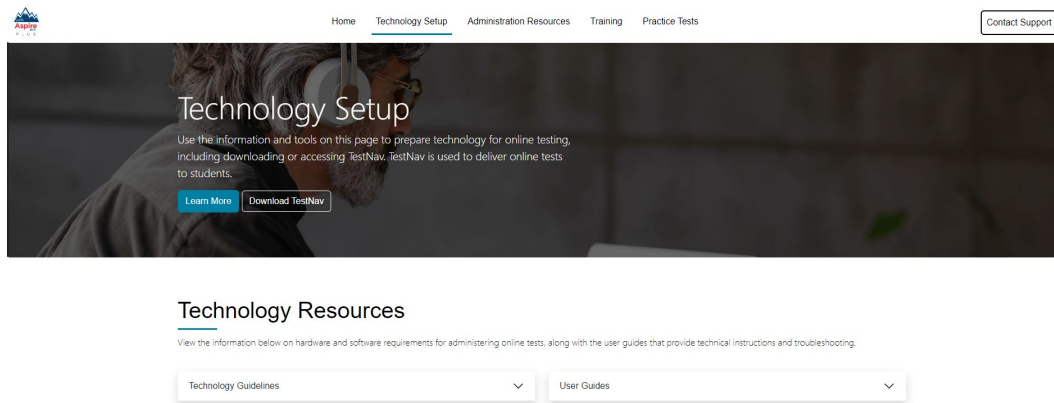 Aspire
PLUS
Home Technology Setup Administration Resources Training Practice Tests
Contact Support
Technology Setup
Use the information and tools on this page to prepare technology for online testing,
including downloading or accessing TestNav. TestNav is used to deliver online tests
to students.
Learn More Download TestNav
Technology Resources
View the information below on hardware and software requirements for administering online tests, along with the user guides that provide technical instructions and troubleshooting.
Technology Guidelines User Guides